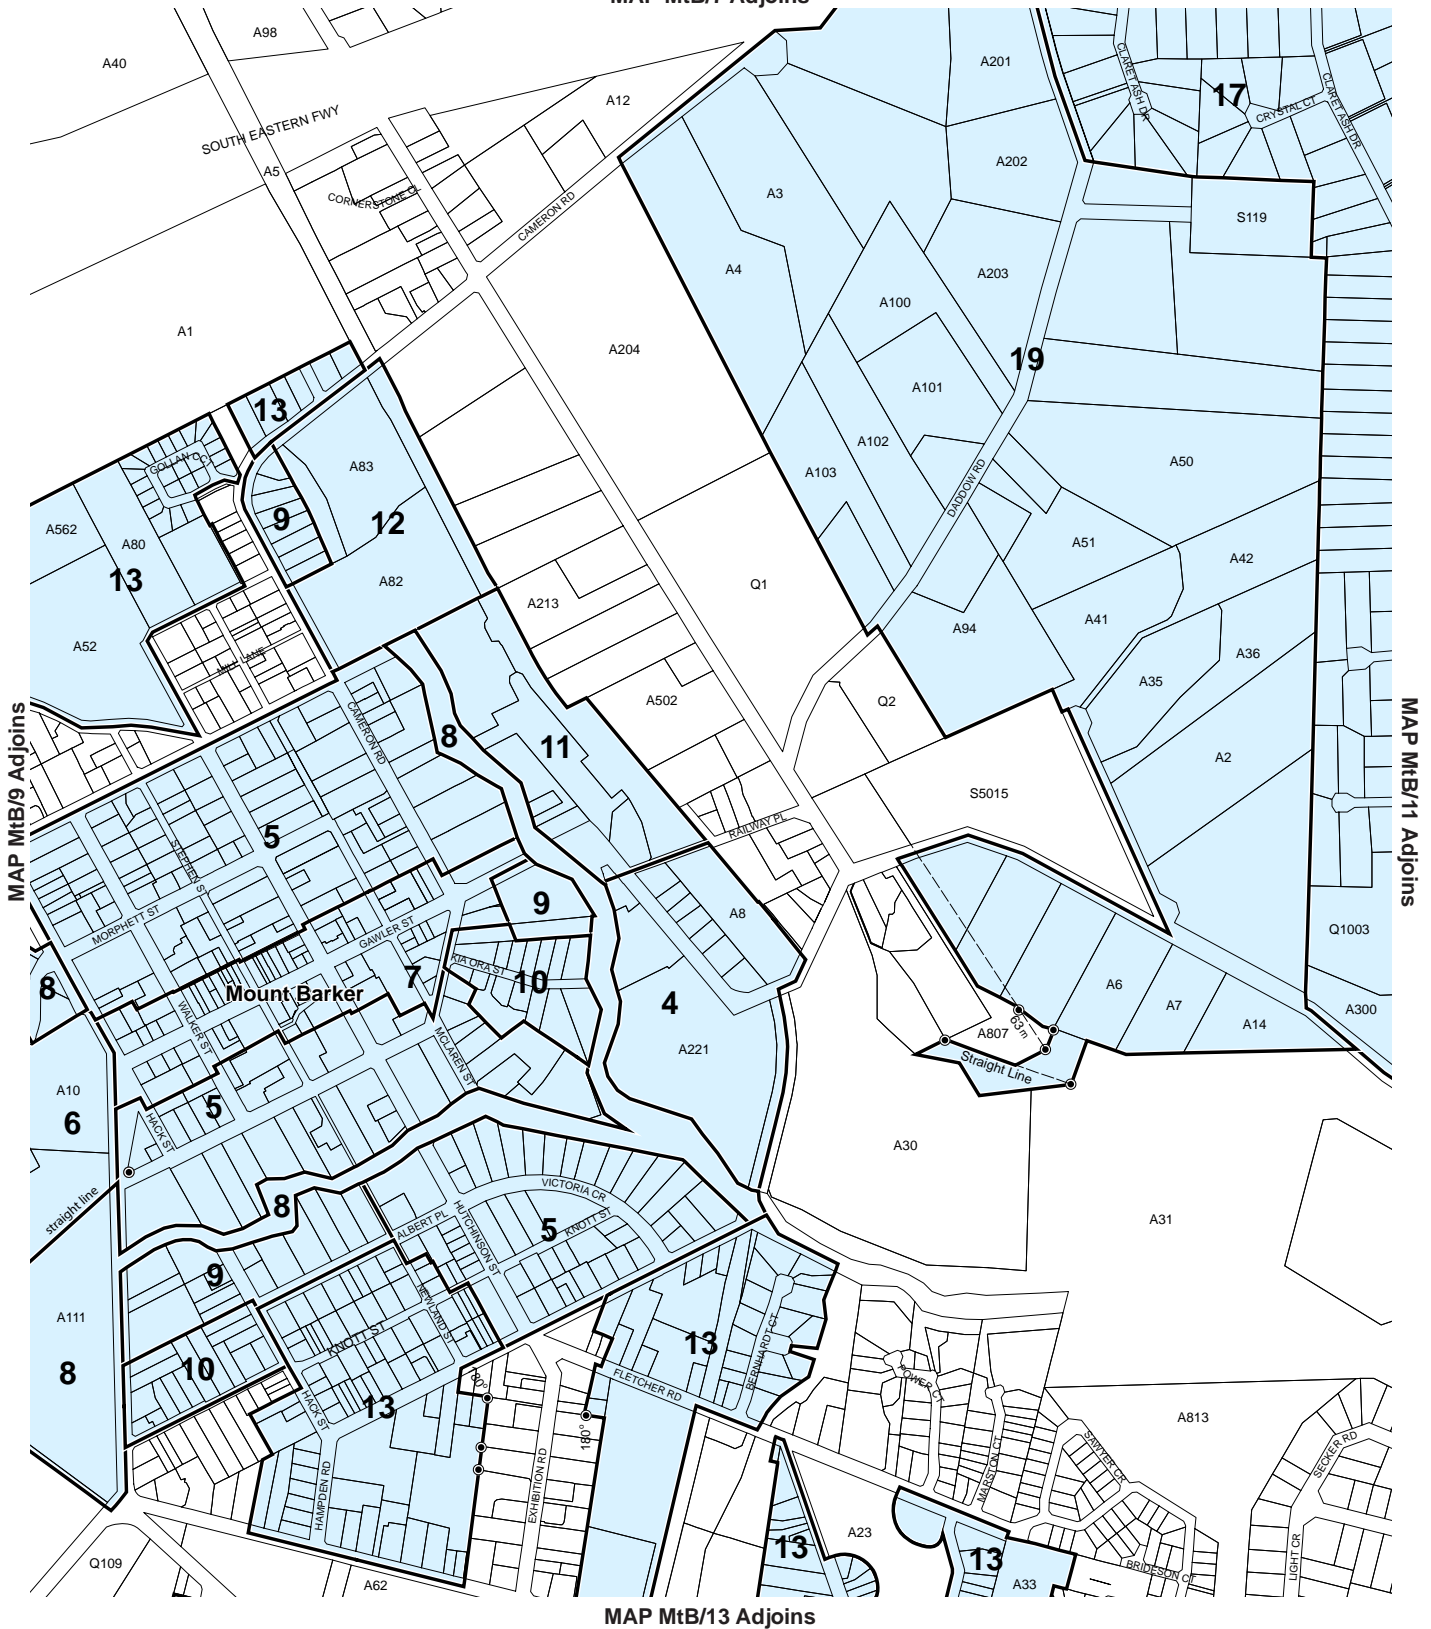 A98
A40
A12
A201
CLARET ASH DR
17
CRYSTAL CT
CLARET ASH DR
SOUTH EASTERN FWY
A5
A202
CORNERSTONE CL
CAMERON RD
A3
S119
A4
A203
A100
A1
A204
19
A101
13
A102
A83
A103
A50
GOLLAN CCT
DADDOW RD
9
12
A562
A80
A51
A42
13
A82
Q1
A213
A41
A94
A52
MILL LANE
A36
A35
A502
Q2
CAMERON RD
MAP MtB/9 Adjoins
MAP MtB/11 Adjoins
8
11
A2
S5015
RAILWAY PL
5
STEPHEN ST
9
A8
MORPHETT ST
GAWLER ST
Q1003
KIA ORA ST
10
7
8
Mount Barker
4
A6
A7
A300
A14
WALKER ST
63 m
A807
MCLAREN ST
A221
Straight Line
A10
5
6
HACK ST
A30
straight line
VICTORIA CR
8
ALBERT PL
HUTCHINSON ST
5
KNOTT ST
A31
9
NEWLAND ST
A111
KNOTT ST
BERNHARDT CT
13
8
10
180°
FLETCHER RD
POWER CT
HACK ST
13
A813
180°
SAWYER CR
SECKER RD
MARSTON CT
EXHIBITION RD
HAMPDEN RD
A23
13
13
Q109
A62
A33
BRIDESON CT
LIGHT CR
MAP MtB/13 Adjoins